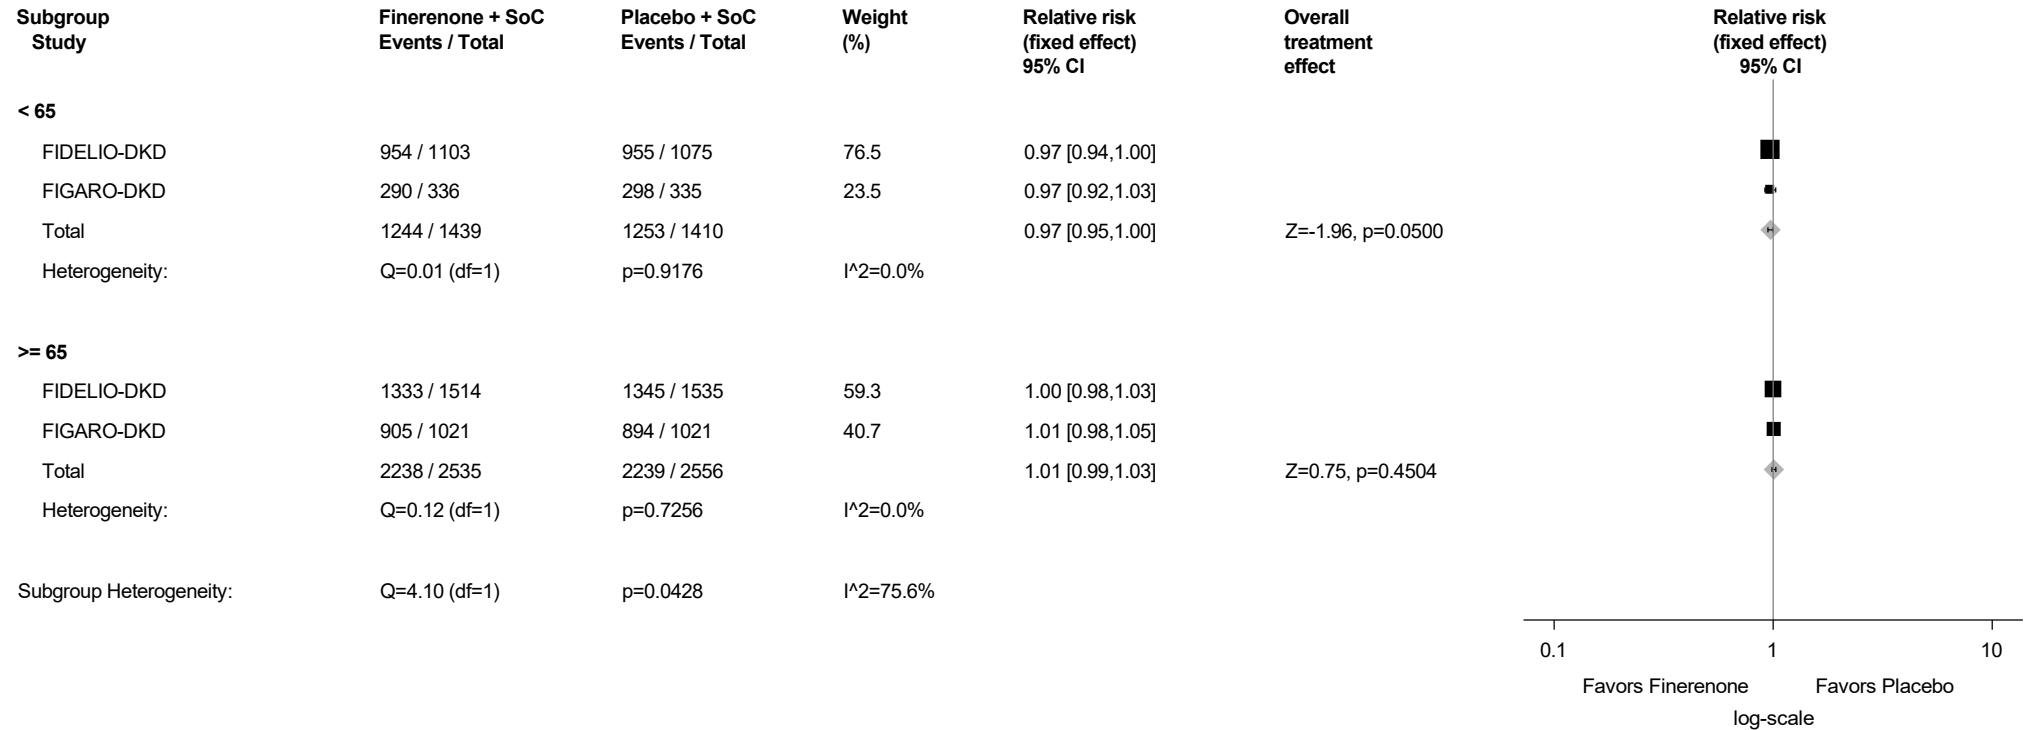 Subgroup Finerenone + SoC Placebo + SoC Weight Relative risk Overall Relative risk
Study Events / Total Events / Total (%) (fixed effect) treatment (fixed effect)
95% CI effect 95% CI
< 65
FIDELIO-DKD 954 / 1103 955 / 1075 76.5 0.97 [0.94,1.00]
FIGARO-DKD 290 / 336 298 / 335 23.5 0.97 [0.92,1.03]
Total 1244 / 1439 1253 / 1410 0.97 [0.95,1.00] Z=-1.96, p=0.0500
Heterogeneity: Q=0.01 (df=1) p=0.9176 I^2=0.0%
>= 65
FIDELIO-DKD 1333 / 1514 1345 / 1535 59.3 1.00 [0.98,1.03]
FIGARO-DKD 905 / 1021 894 / 1021 40.7 1.01 [0.98,1.05]
Total 2238 / 2535 2239 / 2556 1.01 [0.99,1.03] Z=0.75, p=0.4504
Heterogeneity: Q=0.12 (df=1) p=0.7256 I^2=0.0%
Subgroup Heterogeneity: Q=4.10 (df=1) p=0.0428 I^2=75.6%
0.1 1 10
Favors Finerenone Favors Placebo
log-scale